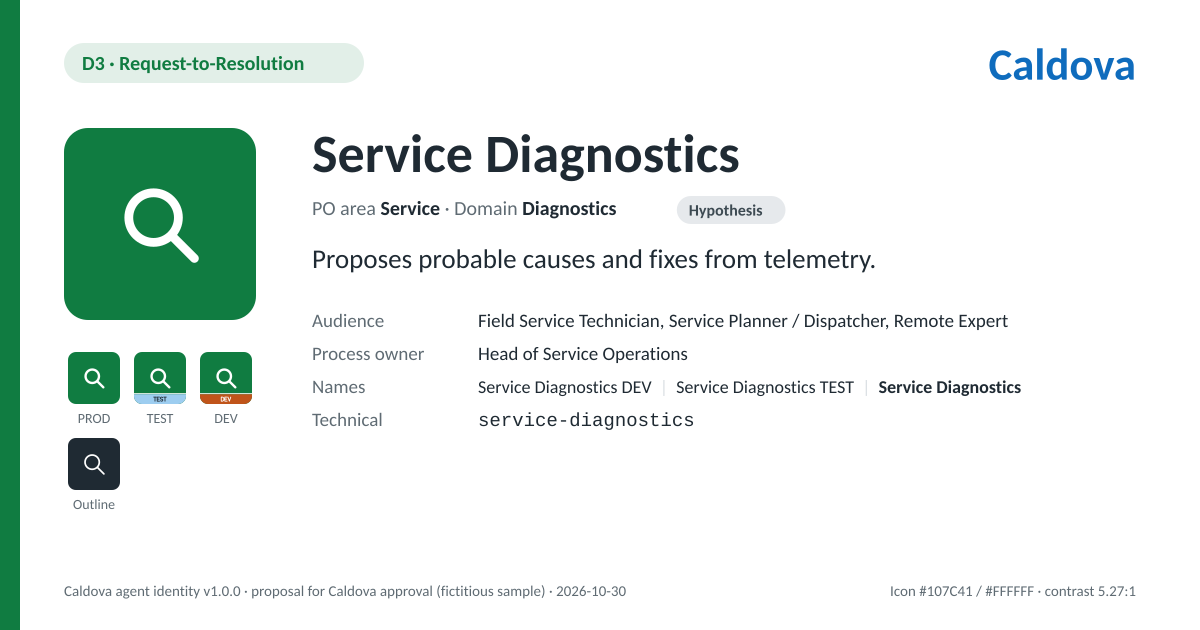 D3 · Request-to-Resolution
Caldova
Service Diagnostics
PO area Service · Domain Diagnostics
Hypothesis
Proposes probable causes and fixes from telemetry.
Audience Field Service Technician, Service Planner / Dispatcher, Remote Expert
Process owner Head of Service Operations
Names Service Diagnostics DEV | Service Diagnostics TEST | Service Diagnostics
Technical service-diagnostics
TEST DEV
PROD TEST DEV
Outline
Caldova agent identity v1.0.0 · proposal for Caldova approval (fictitious sample) · 2026-10-30
Icon #107C41 / #FFFFFF · contrast 5.27:1